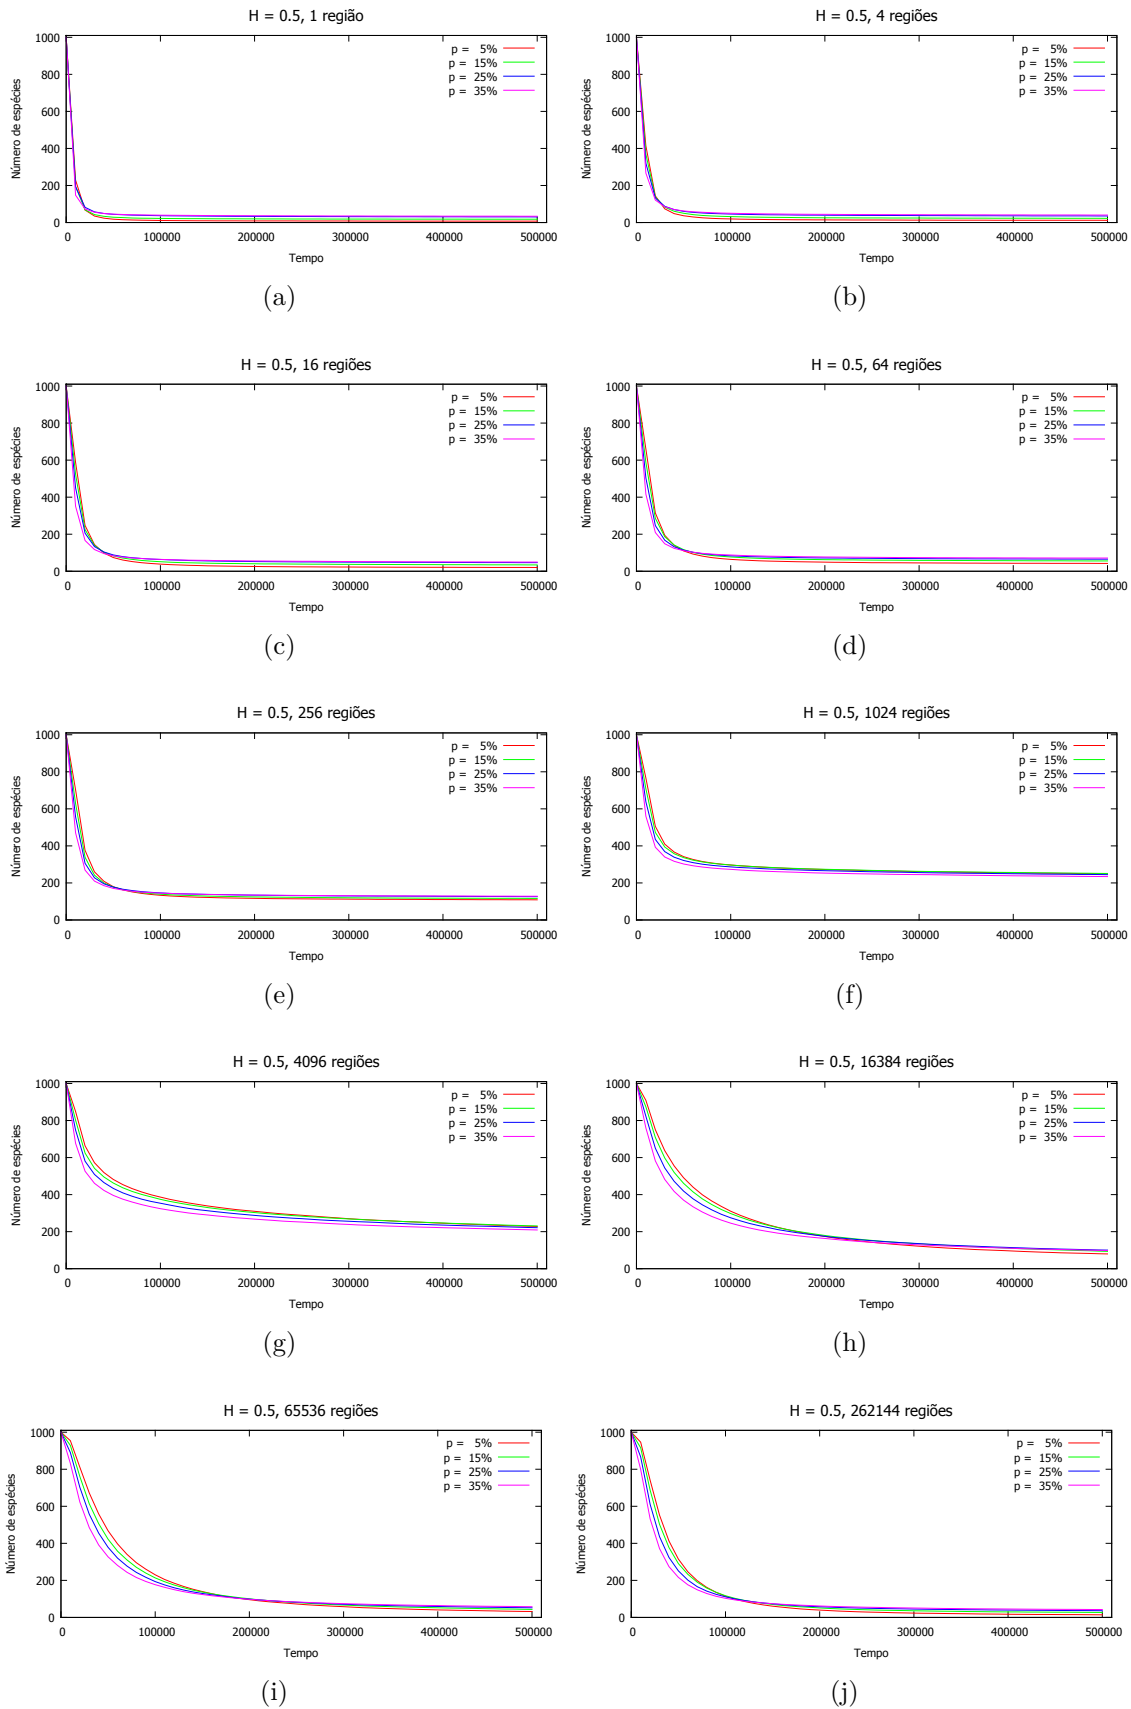 H = 0.5, 1 região
Número de espécies
1000
800
600
400
200
0
p = 5%
p = 15%
p = 25%
p = 35%
0 100000 200000 300000 400000 500000
Tempo
(a)
H = 0.5, 4 regiões
Número de espécies
1000
800
600
400
200
0
p = 5%
p = 15%
p = 25%
p = 35%
0 100000 200000 300000 400000 500000
Tempo
(b)
H = 0.5, 16 regiões
Número de espécies
1000
800
600
400
200
0
p = 5%
p = 15%
p = 25%
p = 35%
0 100000 200000 300000 400000 500000
Tempo
(c)
H = 0.5, 64 regiões
Número de espécies
1000
800
600
400
200
0
p = 5%
p = 15%
p = 25%
p = 35%
0 100000 200000 300000 400000 500000
Tempo
(d)
H = 0.5, 256 regiões
Número de espécies
1000
800
600
400
200
0
p = 5%
p = 15%
p = 25%
p = 35%
0 100000 200000 300000 400000 500000
Tempo
(e)
H = 0.5, 1024 regiões
Número de espécies
1000
800
600
400
200
0
p = 5%
p = 15%
p = 25%
p = 35%
0 100000 200000 300000 400000 500000
Tempo
(f)
H = 0.5, 4096 regiões
Número de espécies
1000
800
600
400
200
0
p = 5%
p = 15%
p = 25%
p = 35%
0 100000 200000 300000 400000 500000
Tempo
(g)
H = 0.5, 16384 regiões
Número de espécies
1000
800
600
400
200
0
p = 5%
p = 15%
p = 25%
p = 35%
0 100000 200000 300000 400000 500000
Tempo
(h)
H = 0.5, 65536 regiões
Número de espécies
1000
800
600
400
200
0
p = 5%
p = 15%
p = 25%
p = 35%
0 100000 200000 300000 400000 500000
Tempo
(i)
H = 0.5, 262144 regiões
Número de espécies
1000
800
600
400
200
0
p = 5%
p = 15%
p = 25%
p = 35%
0 100000 200000 300000 400000 500000
Tempo
(j)